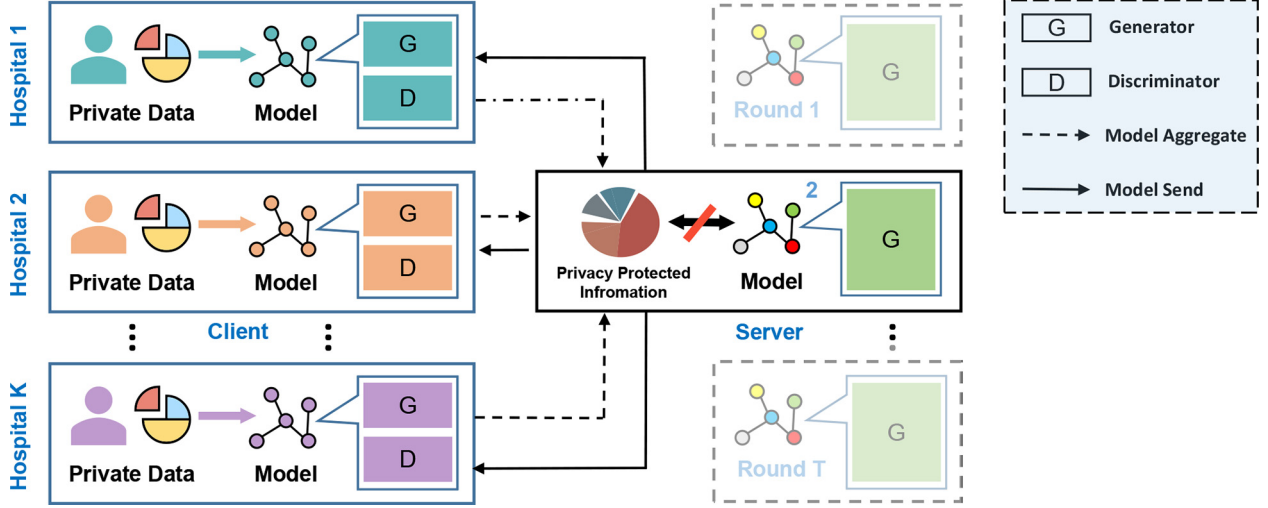 Hospital 1
Private Data
Model
G
D
Hospital 2
Private Data
Model
G
D
Client
Hospital K
Private Data
Model
G
D
Round 1
G
Privacy Protected
Infromation
Model
2
G
Server
Round T
G
G
Generator
D
Discriminator
Model Aggregate
Model Send